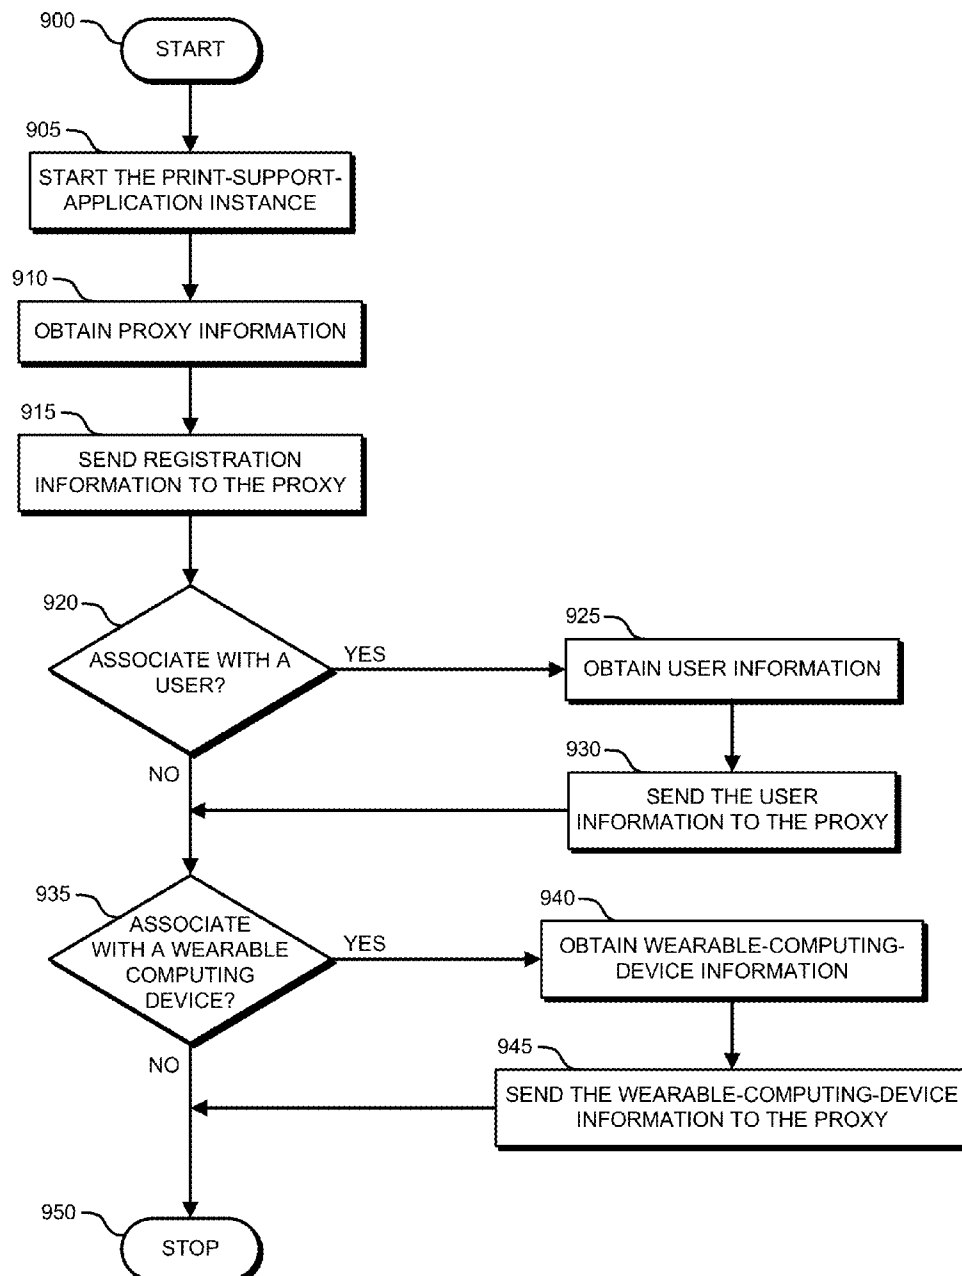 900
START
905
START THE PRINT-SUPPORT-
APPLICATION INSTANCE
910
OBTAIN PROXY INFORMATION
915
SEND REGISTRATION
INFORMATION TO THE PROXY
920
ASSOCIATE WITH A
USER?
YES
NO
925
OBTAIN USER INFORMATION
930
SEND THE USER
INFORMATION TO THE PROXY
935
ASSOCIATE
WITH A WEARABLE
COMPUTING
DEVICE?
YES
NO
940
OBTAIN WEARABLE-COMPUTING-
DEVICE INFORMATION
945
SEND THE WEARABLE-COMPUTING-DEVICE
INFORMATION TO THE PROXY
950
STOP